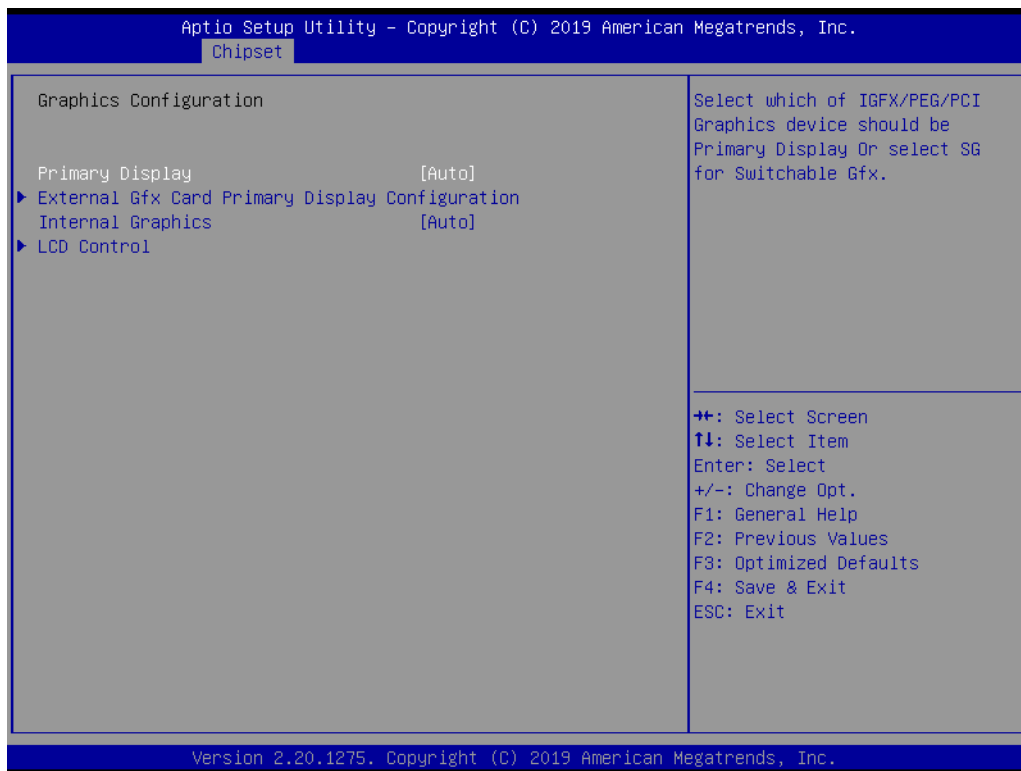 Aptio Setup Utility – Copyright (C) 2019 American Megatrends, Inc.
Chipset
Graphics Configuration
Primary Display [Auto]
External Gfx Card Primary Display Configuration
Internal Graphics [Auto]
LCD Control
Select which of IGFX/PEG/PCI
Graphics device should be
Primary Display Or select SG
for Switchable Gfx.
→←: Select Screen
↑↓: Select Item
Enter: Select
+/-: Change Opt.
F1: General Help
F2: Previous Values
F3: Optimized Defaults
F4: Save & Exit
ESC: Exit
Version 2.20.1275. Copyright (C) 2019 American Megatrends, Inc.